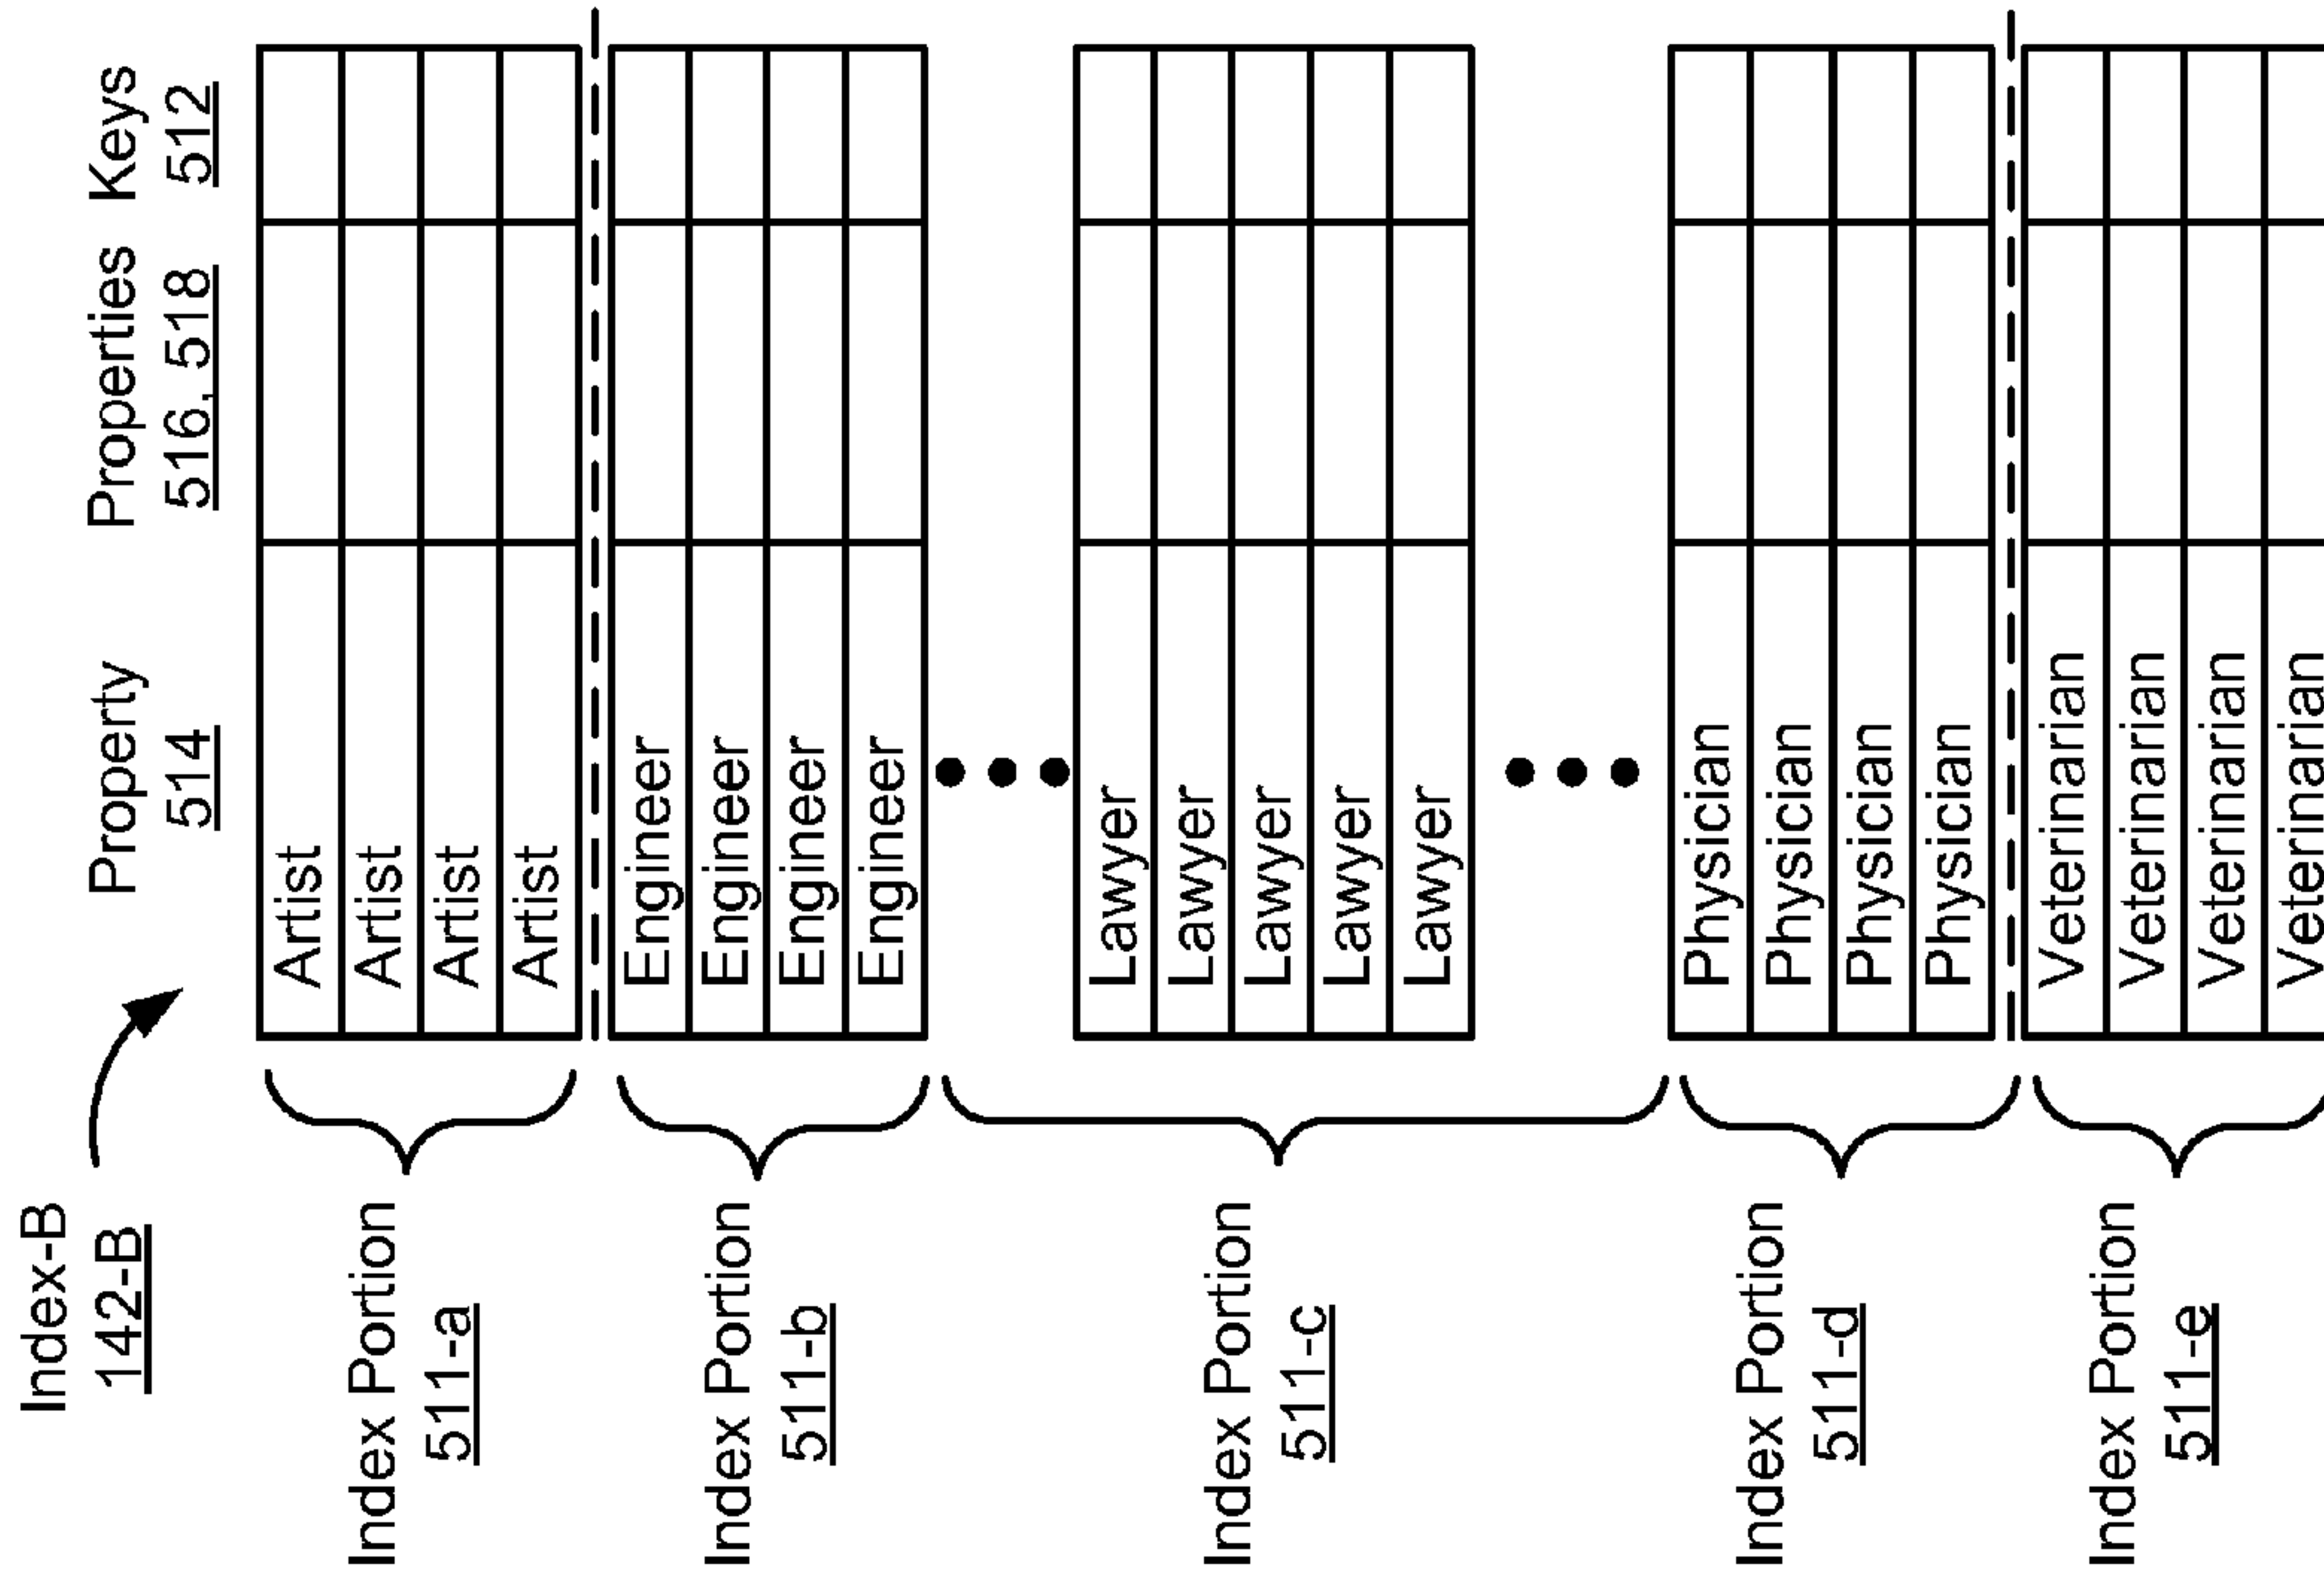 Index-B
142-B
Property
514
Properties
516, 518
Keys
512
Index Portion
511-a
Artist
Artist
Artist
Artist
Index Portion
511-b
Engineer
Engineer
Engineer
Engineer
Index Portion
511-c
Lawyer
Lawyer
Lawyer
Lawyer
Lawyer
Index Portion
511-d
Physician
Physician
Physician
Physician
Index Portion
511-e
Veterinarian
Veterinarian
Veterinarian
Veterinarian